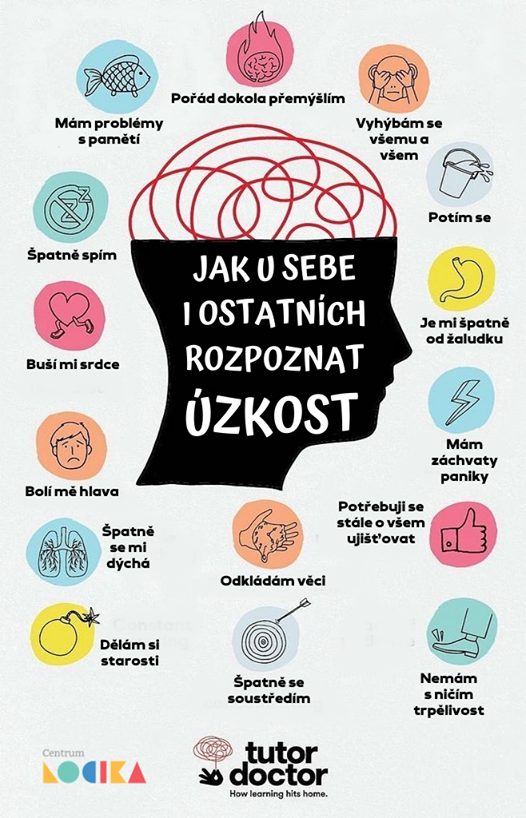 Pořád dokola přemýšlím
Mám problémy
s pamětí
Vyhýbám se
všemu a
všem
Potím se
Špatně spím
JAK U SEBE
I OSTATNÍCH
ROZPOZNAT
ÚZKOST
Je mi špatně
od žaludku
Buší mi srdce
Mám
záchvaty
paniky
Bolí mě hlava
Potřebuji se
stále o všem
ujišťovat
Špatně
se mi
dýchá
Odkládám věci
Dělám si
starosti
Špatně se
soustředím
Nemám
s ničím
trpělivost
Centrum
LOCIKA
tutor
doctor
How learning hits home.